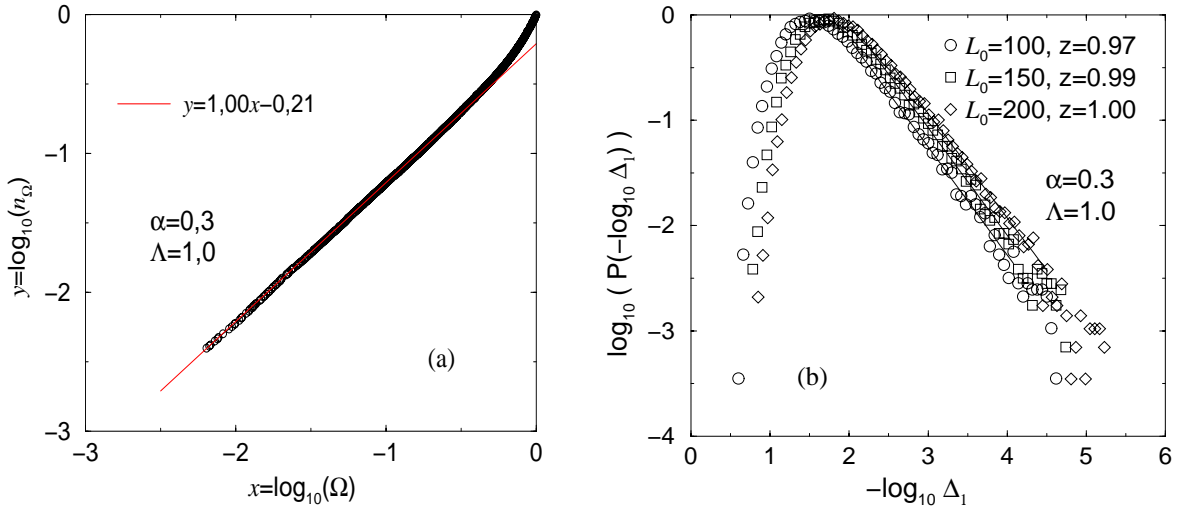 0
−1
−2
−3
−3
−2
−1
0
y=log10(nΩ)
x=log10(Ω)
y=1,00x−0,21
α=0,3
Λ=1,0
(a)
0
−1
−2
−3
−4
0
1
2
3
4
5
6
log10 ( P(−log10 Δ1) )
−log10 Δ1
L0=100, z=0.97
L0=150, z=0.99
L0=200, z=1.00
α=0.3
Λ=1.0
(b)